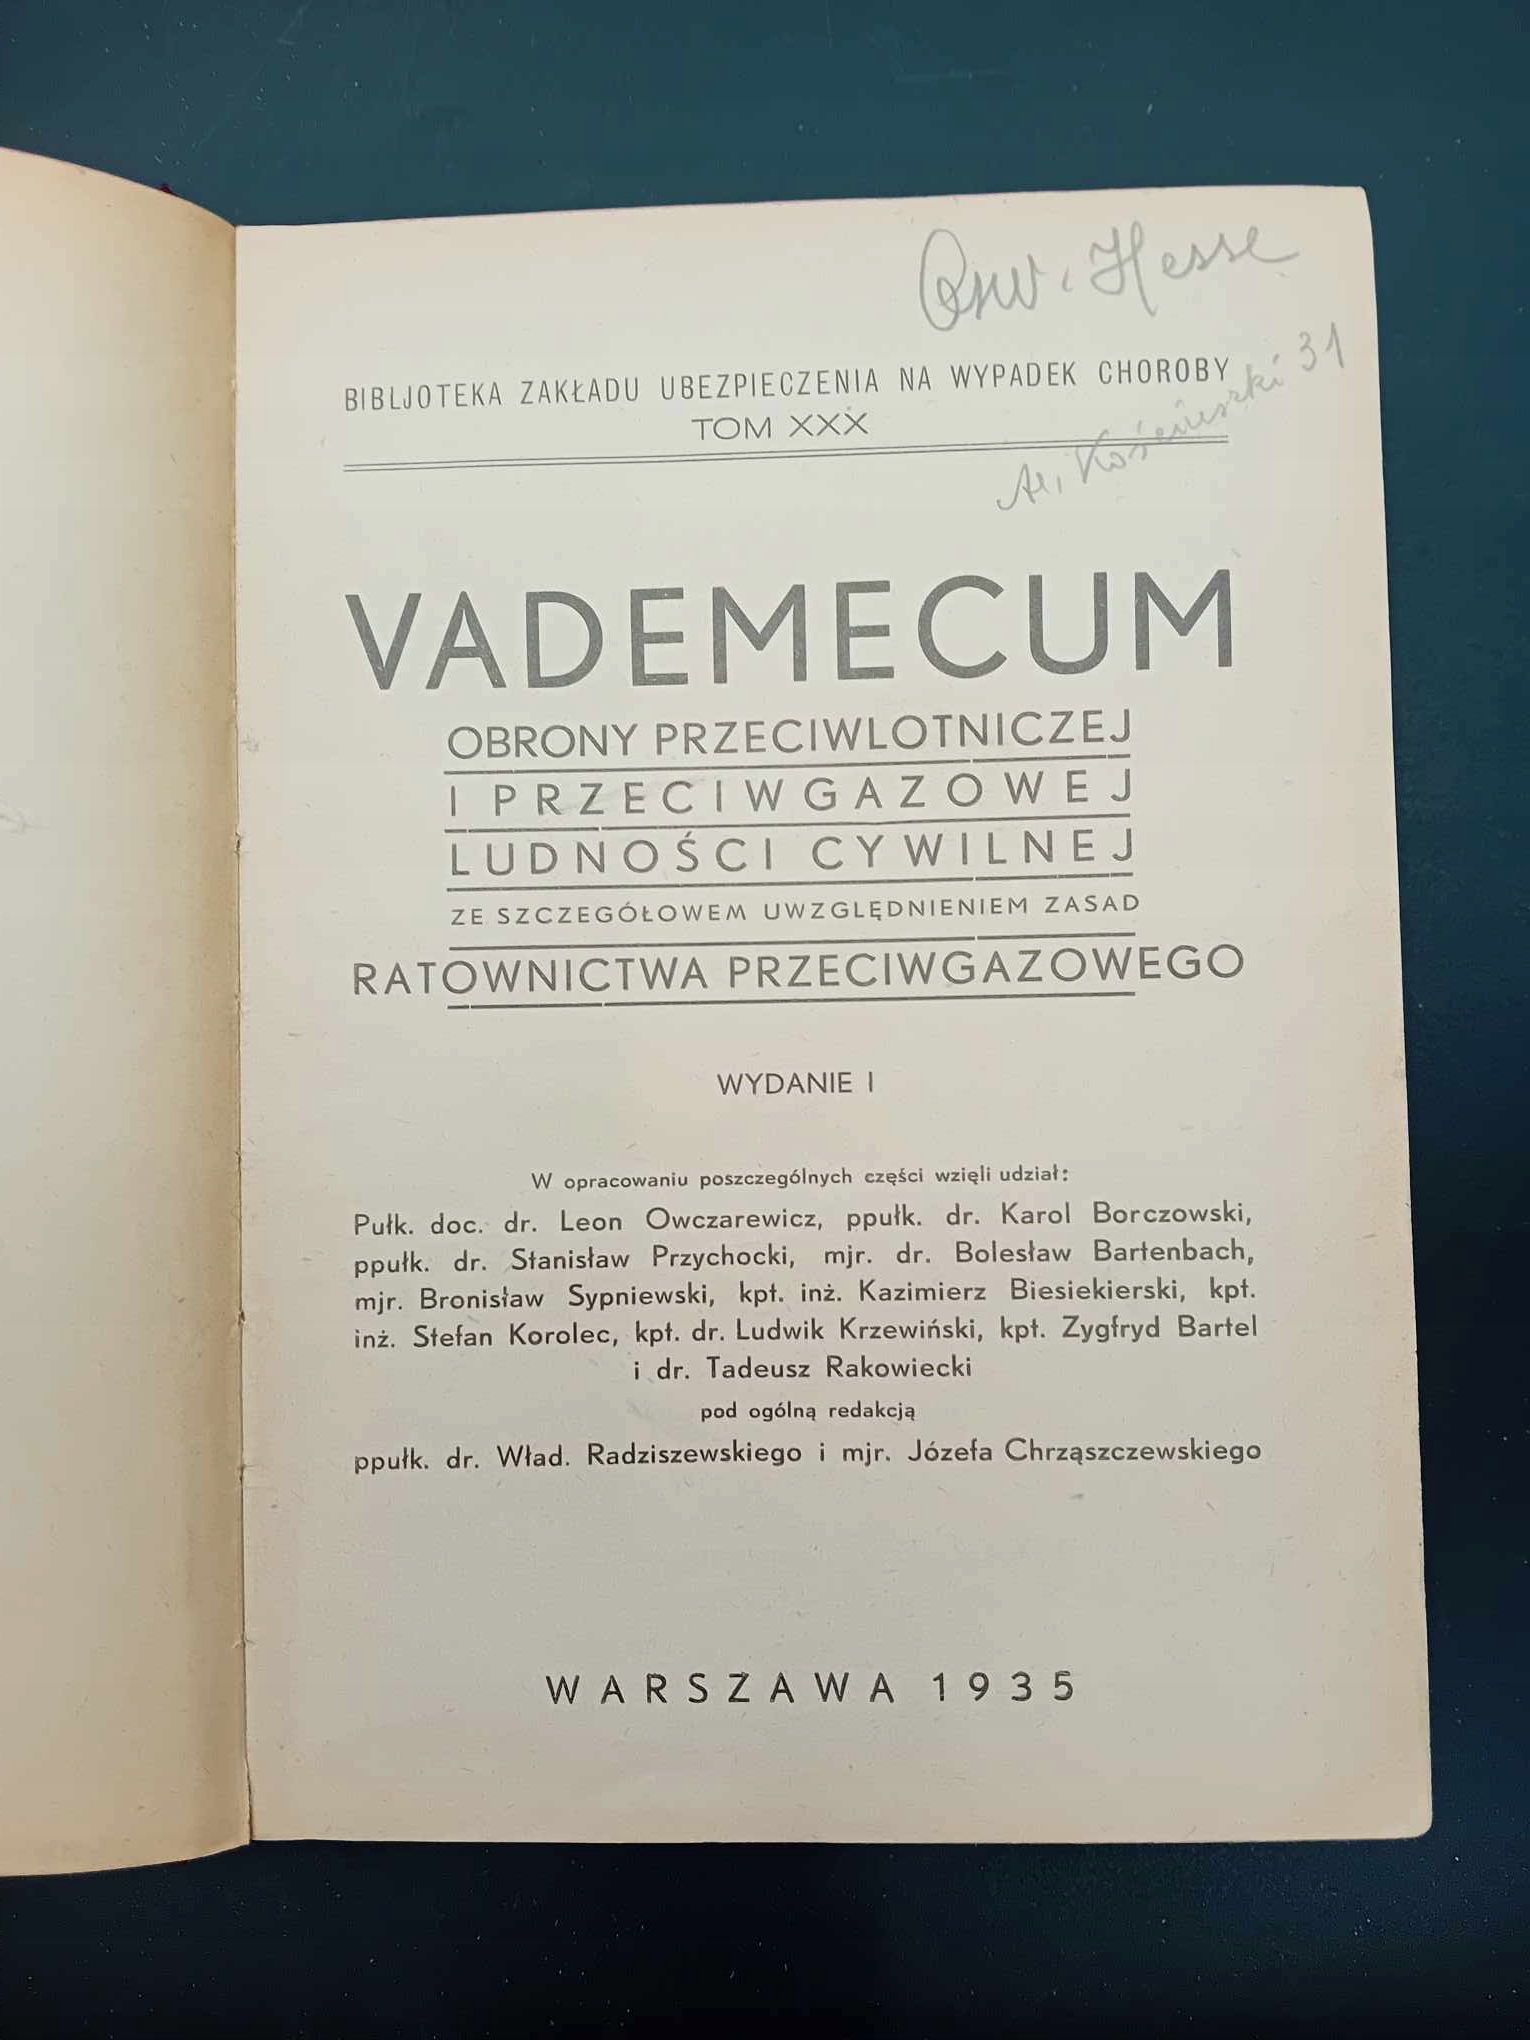 Hesse
BIBLJOTEKA ZAKŁADU UBEZPIECZENIA NA WYPADEK CHOROBY
TOM XXX
Al. Kościuszki 31
VADEMECUM
OBRONY PRZECIWLOTNICZEJ
I PRZECIWGAZOWEJ
LUDNOŚCI CYWILNEJ
ZE SZCZEGÓŁOWEM UWZGLĘDNIENIEM ZASAD
RATOWNICTWA PRZECIWGAZOWEGO
WYDANIE I
W opracowaniu poszczególnych części wzięli udział:
Pułk. doc. dr. Leon Owczarewicz, ppułk. dr. Karol Borczowski,
ppułk. dr. Stanisław Przychocki, mjr. dr. Bolesław Bartenbach,
mjr. Bronisław Sypniewski, kpt. inż. Kazimierz Biesiekierski, kpt.
inż. Stefan Korolec, kpt. dr. Ludwik Krzewiński, kpt. Zygfryd Bartel
i dr. Tadeusz Rakowiecki
pod ogólną redakcją
ppułk. dr. Wład. Radziszewskiego i mjr. Józefa Chrząszczewskiego
WARSZAWA 1935